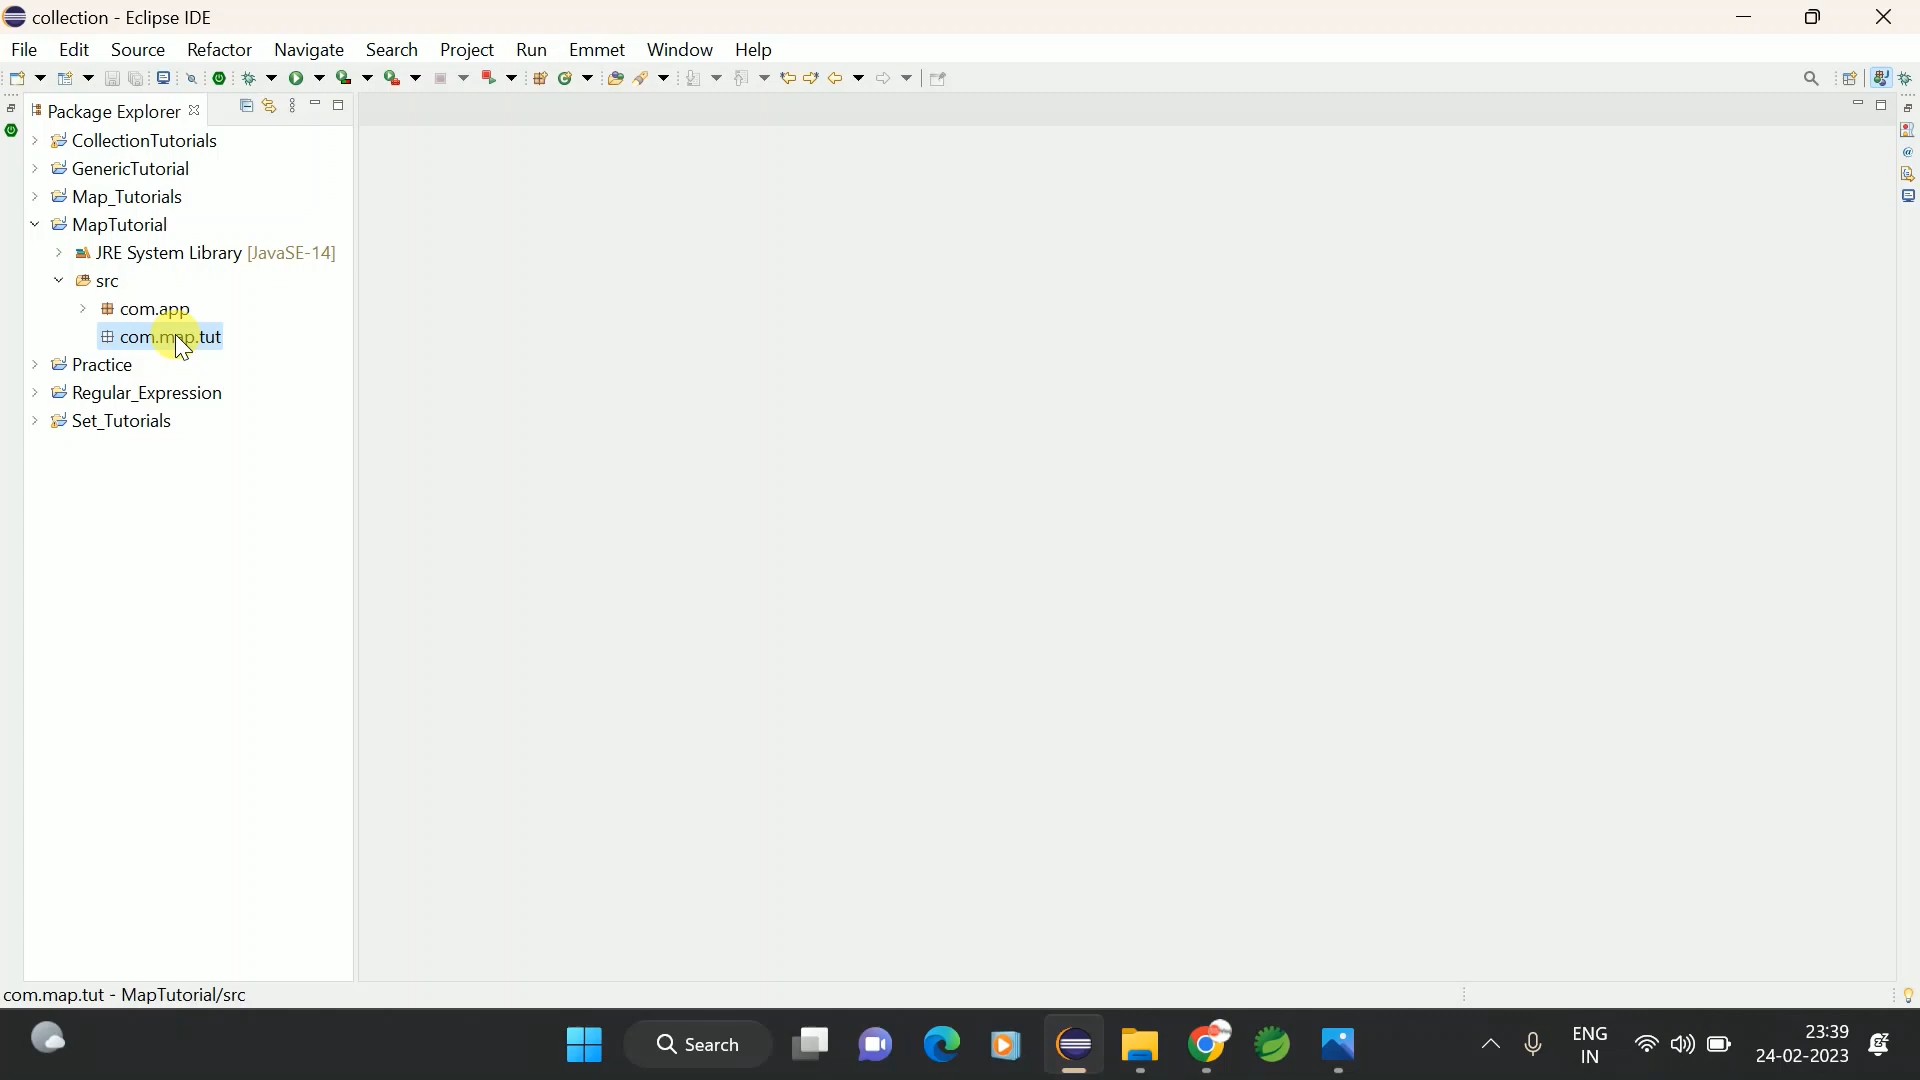 collection - Eclipse IDE
File Edit Source Refactor Navigate Search Project Run Emmet Window Help
Package Explorer
CollectionTutorials
GenericTutorial
Map_Tutorials
MapTutorial
JRE System Library [JavaSE-14]
src
com.app
com.map.tut
Practice
Regular_Expression
Set_Tutorials
com.map.tut - MapTutorial/src
Search
ENG
IN
23:39
24-02-2023